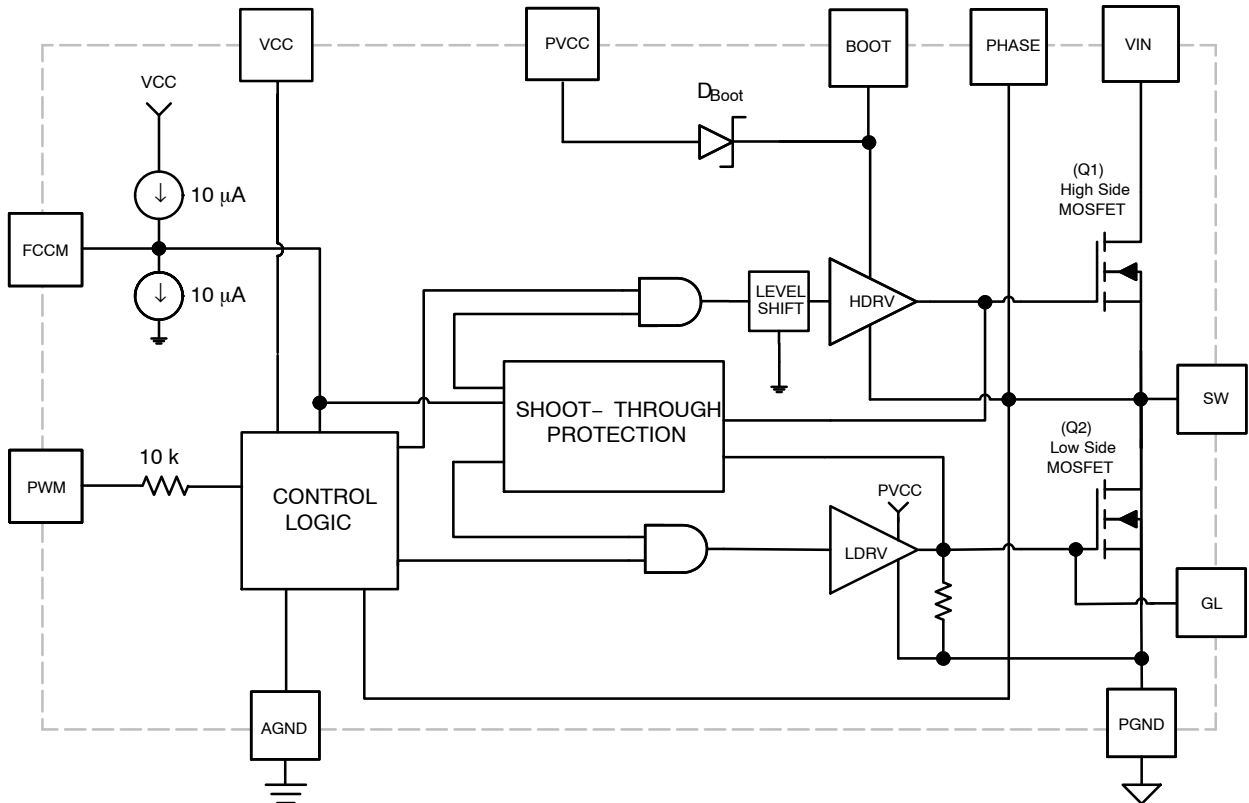 VCC
PVCC
BOOT
PHASE
VIN
VCC
DBoot
10 μA
(Q1)
High Side
MOSFET
FCCM
10 μA
LEVEL
SHIFT
HDRV
SHOOT– THROUGH
PROTECTION
SW
(Q2)
Low Side
MOSFET
10 k
PWM
CONTROL
LOGIC
PVCC
LDRV
GL
AGND
PGND